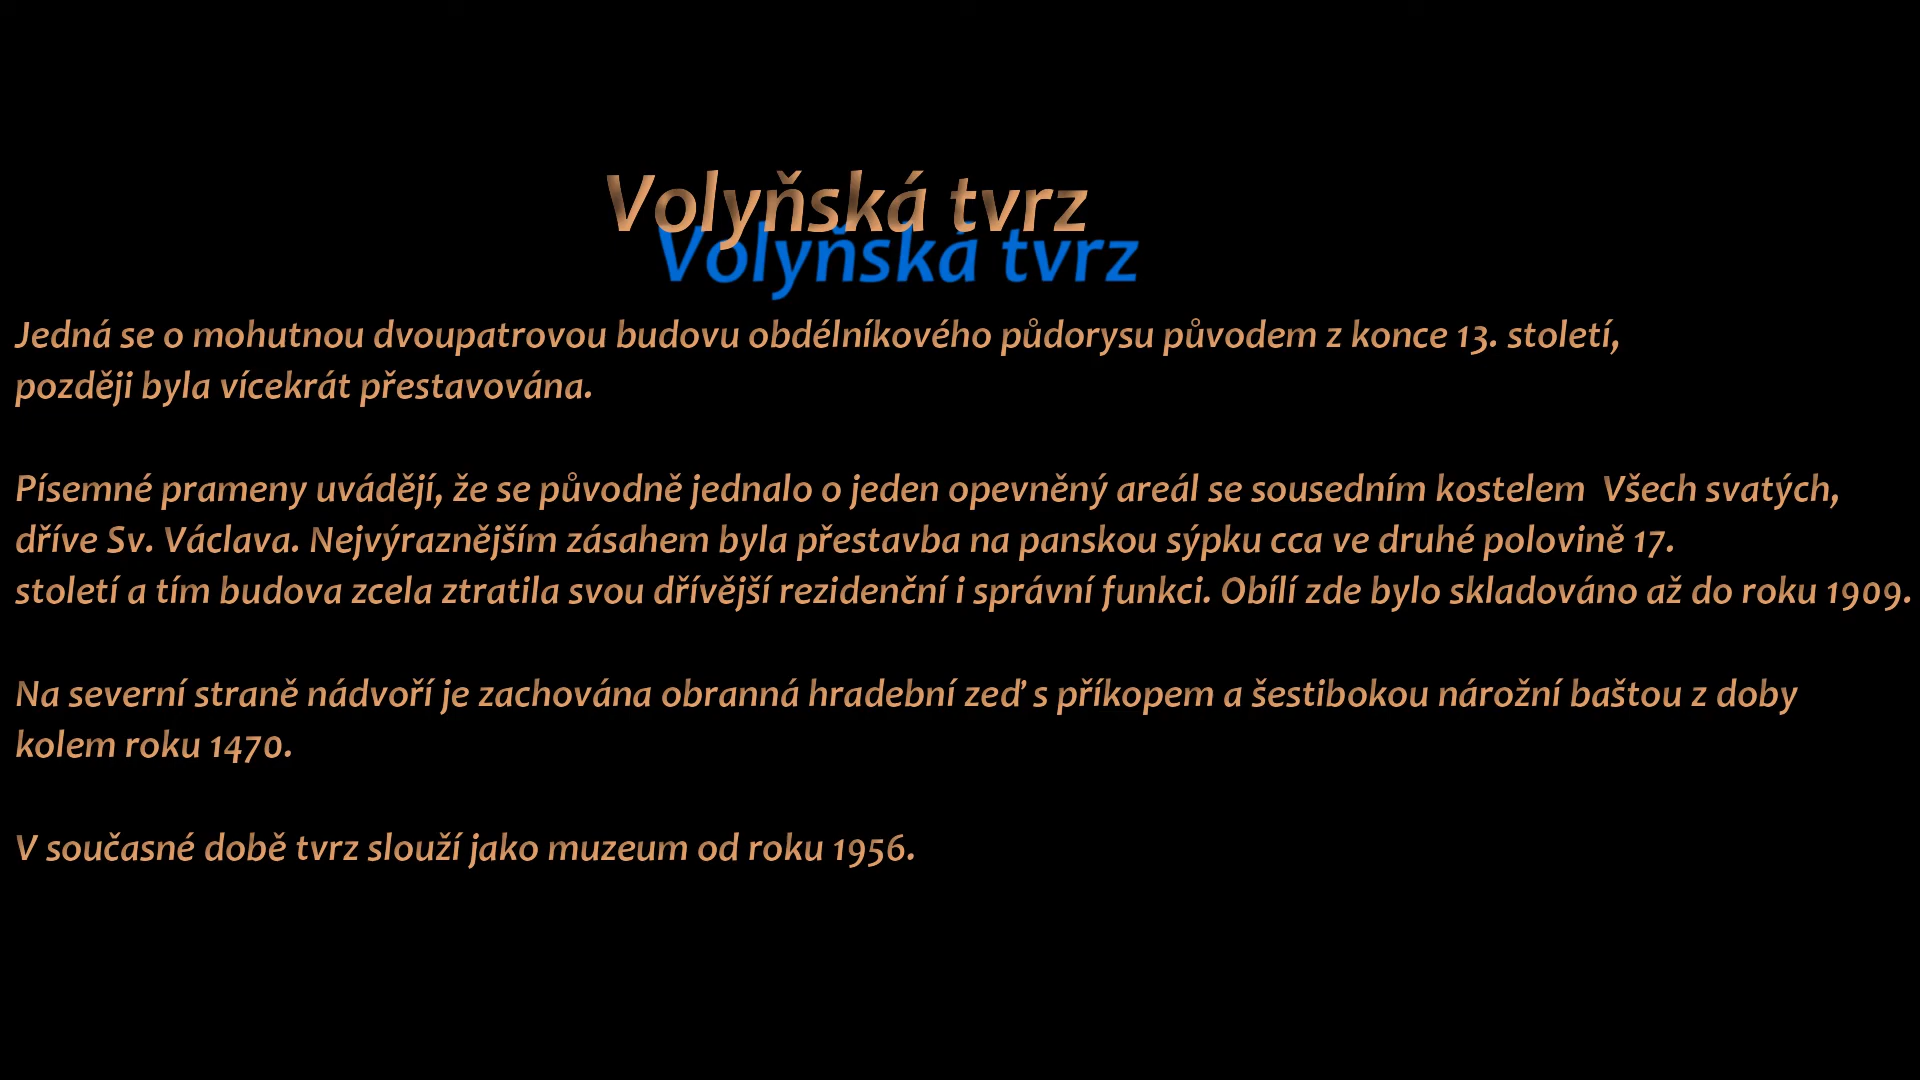 Volyňská tvrz
Volyňská tvrz
Jedná se o mohutnou dvoupatrovou budovu obdélníkového půdorysu původem z konce 13. století,
později byla vícekrát přestavována.
Písemné prameny uvádějí, že se původně jednalo o jeden opevněný areál se sousedním kostelem  Všech svatých,
dříve Sv. Václava. Nejvýraznějším zásahem byla přestavba na panskou sýpku cca ve druhé polovině 17.
století a tím budova zcela ztratila svou dřívější rezidenční i správní funkci. Obílí zde bylo skladováno až do roku 1909.
Na severní straně nádvoří je zachována obranná hradební zeď s příkopem a šestibokou nárožní baštou z doby
kolem roku 1470.
V současné době tvrz slouží jako muzeum od roku 1956.